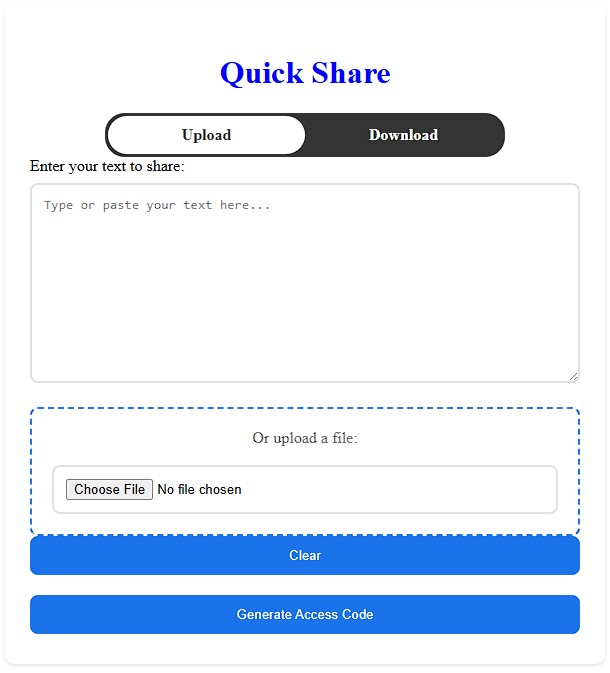 Quick Share
Upload Download
Enter your text to share:
Type or paste your text here...
Or upload a file:
Choose File No file chosen
Clear
Generate Access Code